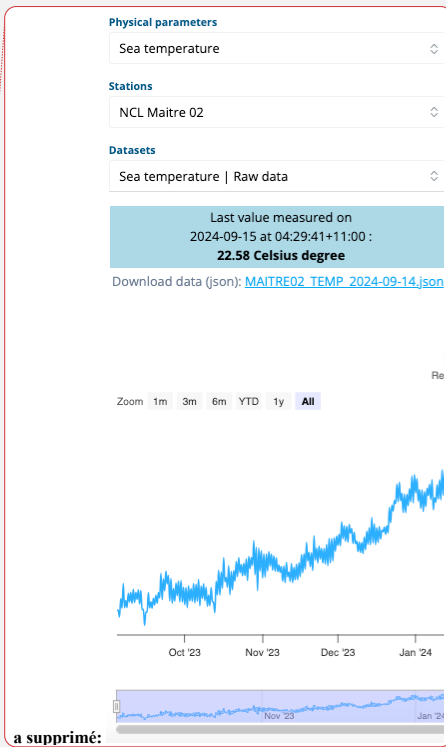 Physical parameters
Sea temperature
Stations
NCL Maitre 02
Datasets
Sea temperature | Raw data
Last value measured on
2024-09-15 at 04:29:41+11:00 :
22.58 Celsius degree
Download data (json): MAITRE02_TEMP_2024-09-14.json
Re
Zoom 1m 3m 6m YTD 1y All
Oct '23 Nov '23 Dec '23 Jan '24
Nov '23 Jan '24
a supprimé: